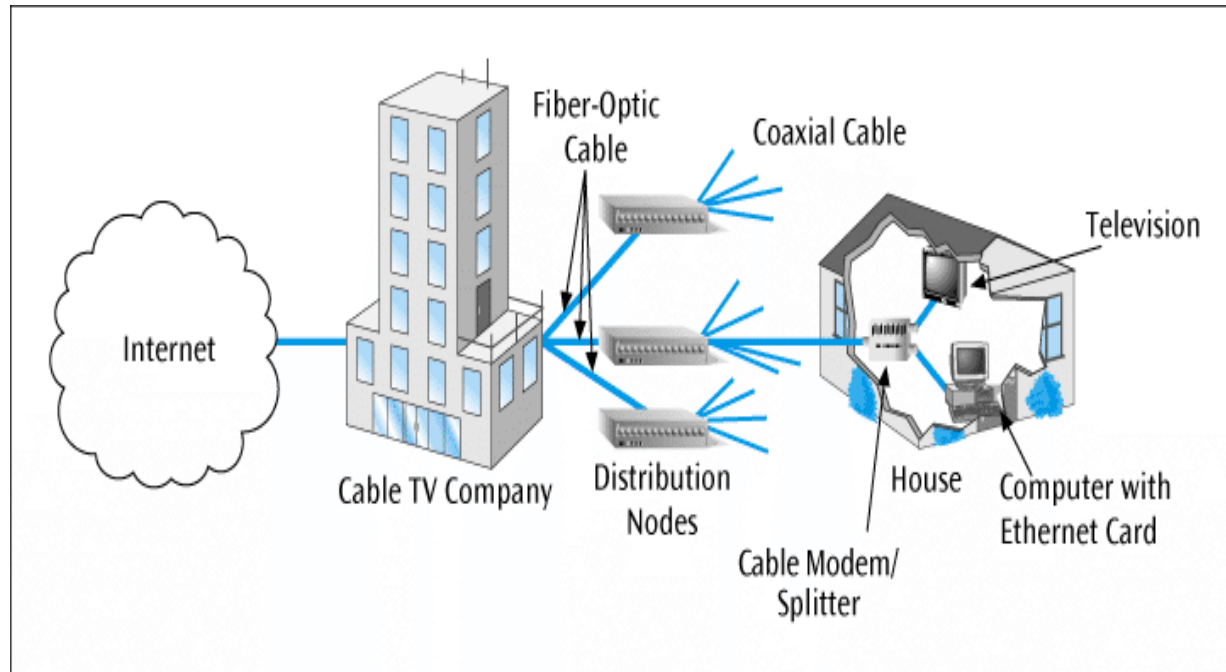 Fiber-Optic
Cable
Coaxial Cable
Television
Internet
Cable TV Company
Distribution
Nodes
House
Computer with
Ethernet Card
Cable Modem/
Splitter